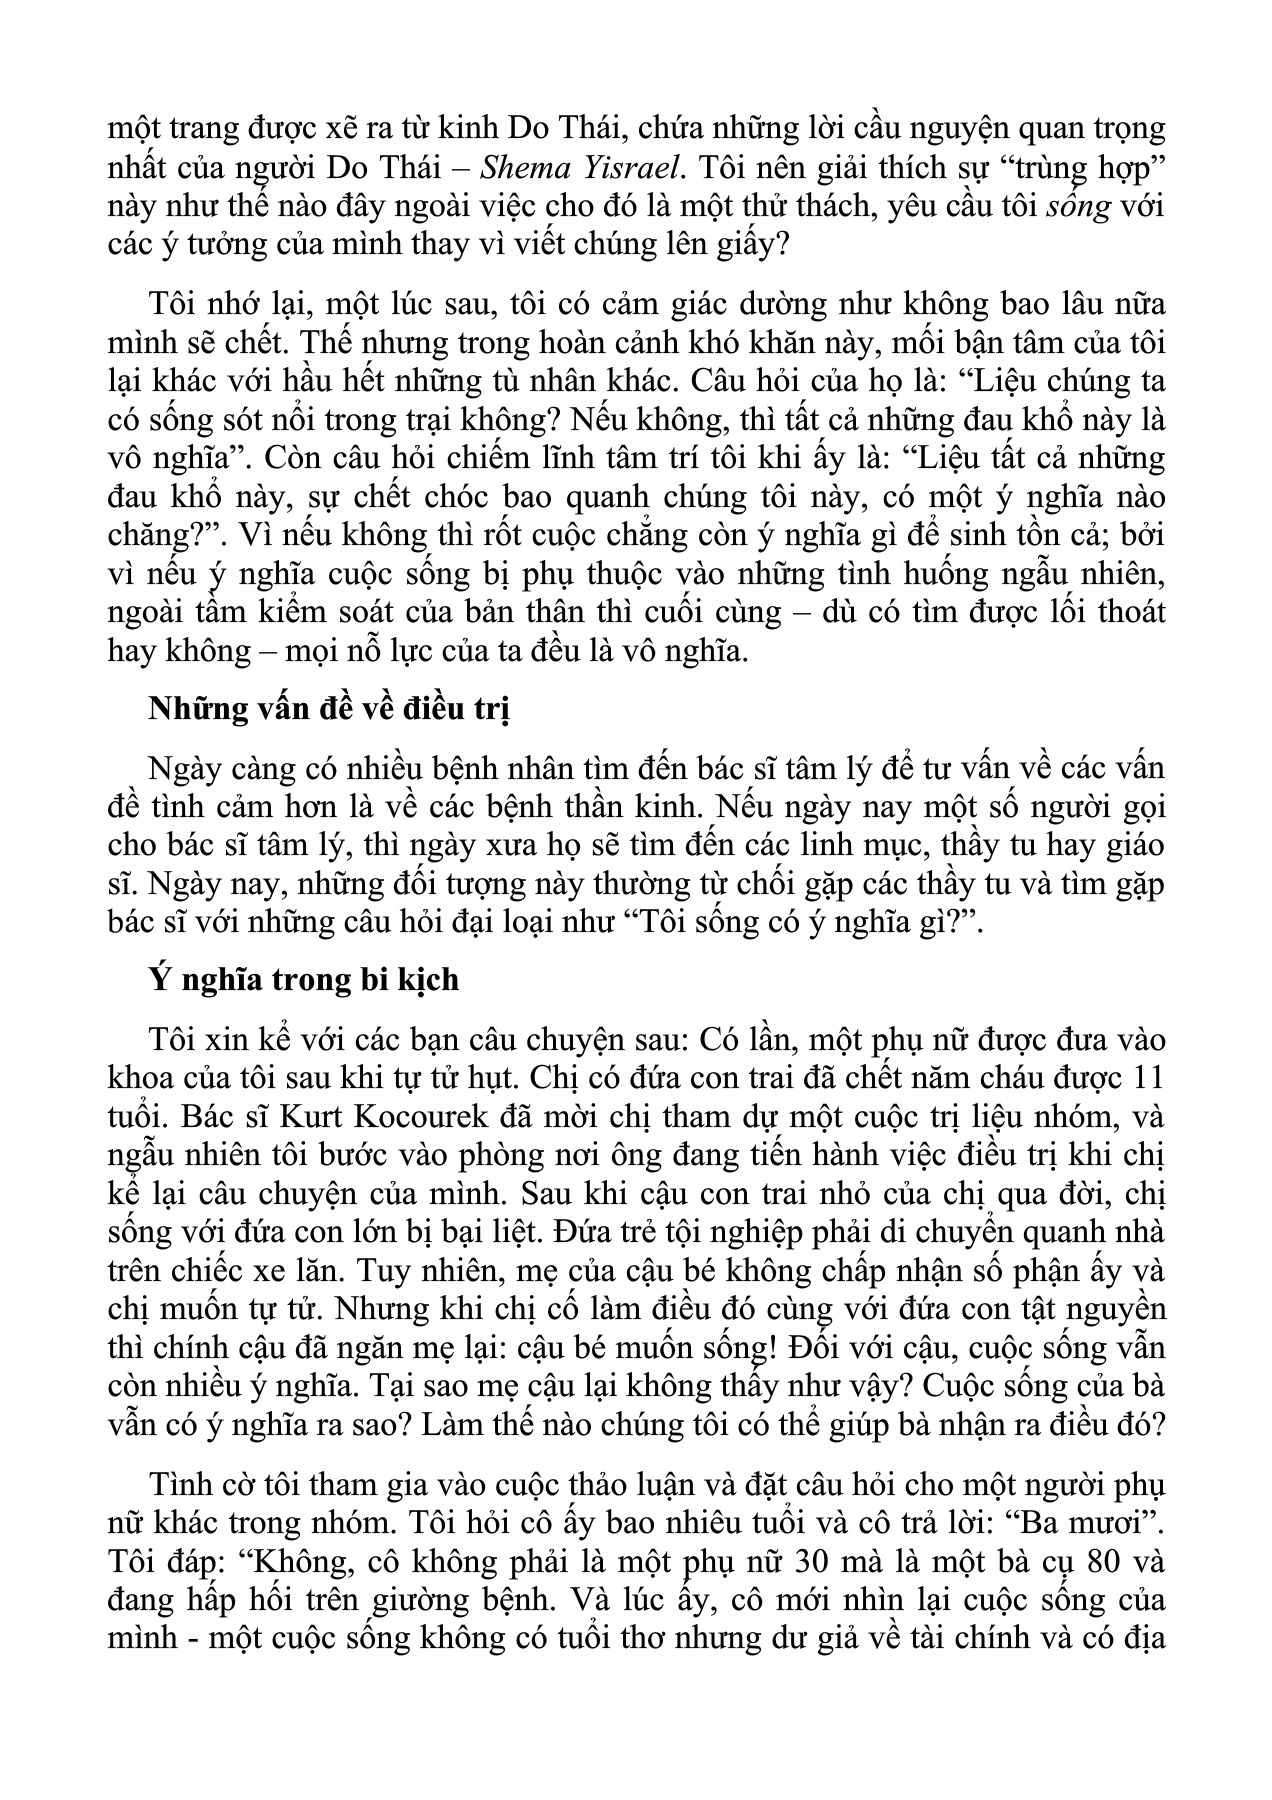 một trang được xẽ ra từ kinh Do Thái, chứa những lời cầu nguyện quan trọng
nhất của người Do Thái – Shema Yisrael. Tôi nên giải thích sự “trùng hợp”
này như thế nào đây ngoài việc cho đó là một thử thách, yêu cầu tôi sống với
các ý tưởng của mình thay vì viết chúng lên giấy?
Tôi nhớ lại, một lúc sau, tôi có cảm giác dường như không bao lâu nữa
mình sẽ chết. Thế nhưng trong hoàn cảnh khó khăn này, mối bận tâm của tôi
lại khác với hầu hết những tù nhân khác. Câu hỏi của họ là: “Liệu chúng ta
có sống sót nổi trong trại không? Nếu không, thì tất cả những đau khổ này là
vô nghĩa”. Còn câu hỏi chiếm lĩnh tâm trí tôi khi ấy là: “Liệu tất cả những
đau khổ này, sự chết chóc bao quanh chúng tôi này, có một ý nghĩa nào
chăng?”. Vì nếu không thì rốt cuộc chẳng còn ý nghĩa gì để sinh tồn cả; bởi
vì nếu ý nghĩa cuộc sống bị phụ thuộc vào những tình huống ngẫu nhiên,
ngoài tầm kiểm soát của bản thân thì cuối cùng – dù có tìm được lối thoát
hay không – mọi nỗ lực của ta đều là vô nghĩa.
Những vấn đề về điều trị
Ngày càng có nhiều bệnh nhân tìm đến bác sĩ tâm lý để tư vấn về các vấn
đề tình cảm hơn là về các bệnh thần kinh. Nếu ngày nay một số người gọi
cho bác sĩ tâm lý, thì ngày xưa họ sẽ tìm đến các linh mục, thầy tu hay giáo
sĩ. Ngày nay, những đối tượng này thường từ chối gặp các thầy tu và tìm gặp
bác sĩ với những câu hỏi đại loại như “Tôi sống có ý nghĩa gì?”.
Ý nghĩa trong bi kịch
Tôi xin kể với các bạn câu chuyện sau: Có lần, một phụ nữ được đưa vào
khoa của tôi sau khi tự tử hụt. Chị có đứa con trai đã chết năm cháu được 11
tuổi. Bác sĩ Kurt Kocourek đã mời chị tham dự một cuộc trị liệu nhóm, và
ngẫu nhiên tôi bước vào phòng nơi ông đang tiến hành việc điều trị khi chị
kể lại câu chuyện của mình. Sau khi cậu con trai nhỏ của chị qua đời, chị
sống với đứa con lớn bị bại liệt. Đứa trẻ tội nghiệp phải di chuyển quanh nhà
trên chiếc xe lăn. Tuy nhiên, mẹ của cậu bé không chấp nhận số phận ấy và
chị muốn tự tử. Nhưng khi chị cố làm điều đó cùng với đứa con tật nguyền
thì chính cậu đã ngăn mẹ lại: cậu bé muốn sống! Đối với cậu, cuộc sống vẫn
còn nhiều ý nghĩa. Tại sao mẹ cậu lại không thấy như vậy? Cuộc sống của bà
vẫn có ý nghĩa ra sao? Làm thế nào chúng tôi có thể giúp bà nhận ra điều đó?
Tình cờ tôi tham gia vào cuộc thảo luận và đặt câu hỏi cho một người phụ
nữ khác trong nhóm. Tôi hỏi cô ấy bao nhiêu tuổi và cô trả lời: “Ba mươi”.
Tôi đáp: “Không, cô không phải là một phụ nữ 30 mà là một bà cụ 80 và
đang hấp hối trên giường bệnh. Và lúc ấy, cô mới nhìn lại cuộc sống của
mình - một cuộc sống không có tuổi thơ nhưng dư giả về tài chính và có địa